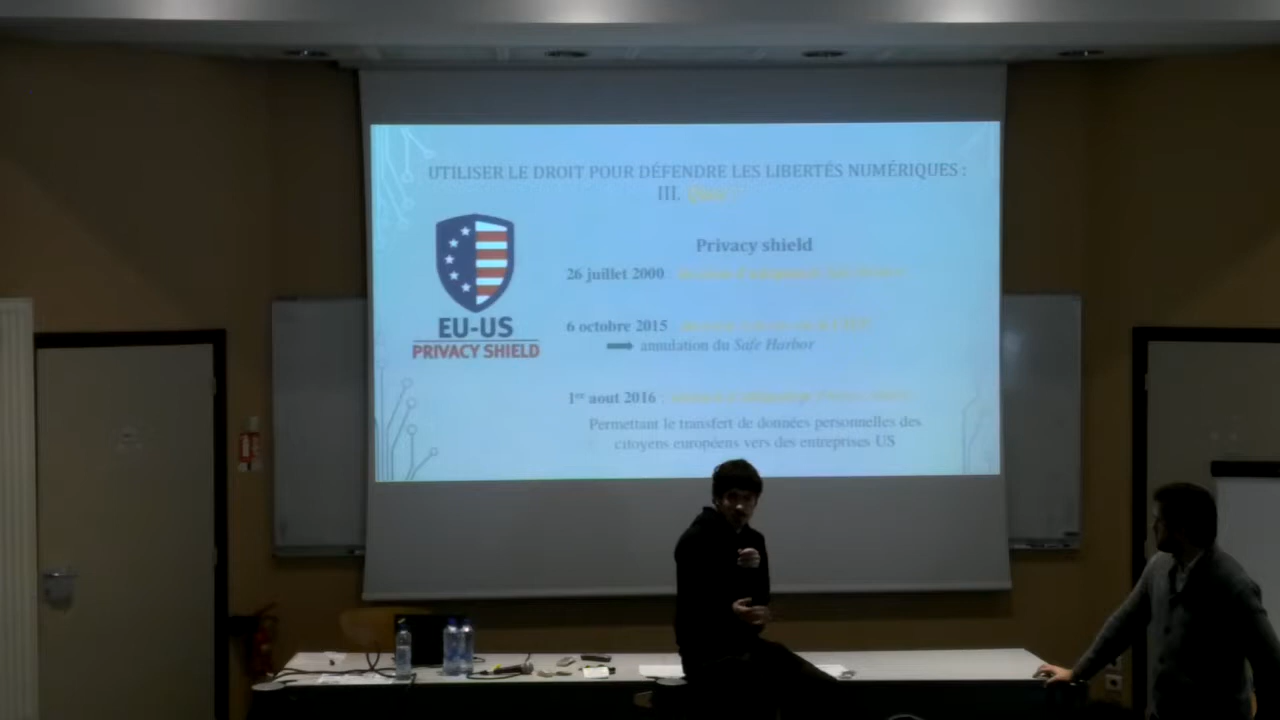 UTILISER LE DROIT POUR DÉFENDRE LES LIBERTÉS NUMÉRIQUES :
III.
Privacy shield
26 juillet 2000 :
6 octobre 2015 :
annulation du Safe Harbor
1er aout 2016 :
Permettant le transfert de données personnelles des
citoyens européens vers des entreprises US
EU-US
PRIVACY SHIELD